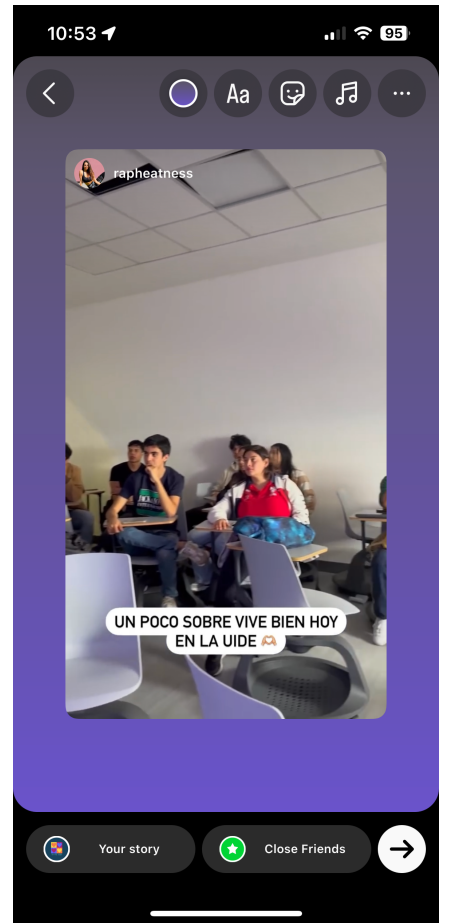 10:53
95
Aa
rapheatness
UN POCO SOBRE VIVE BIEN HOY
EN LA UIDE 🫶🏼
Your story
Close Friends